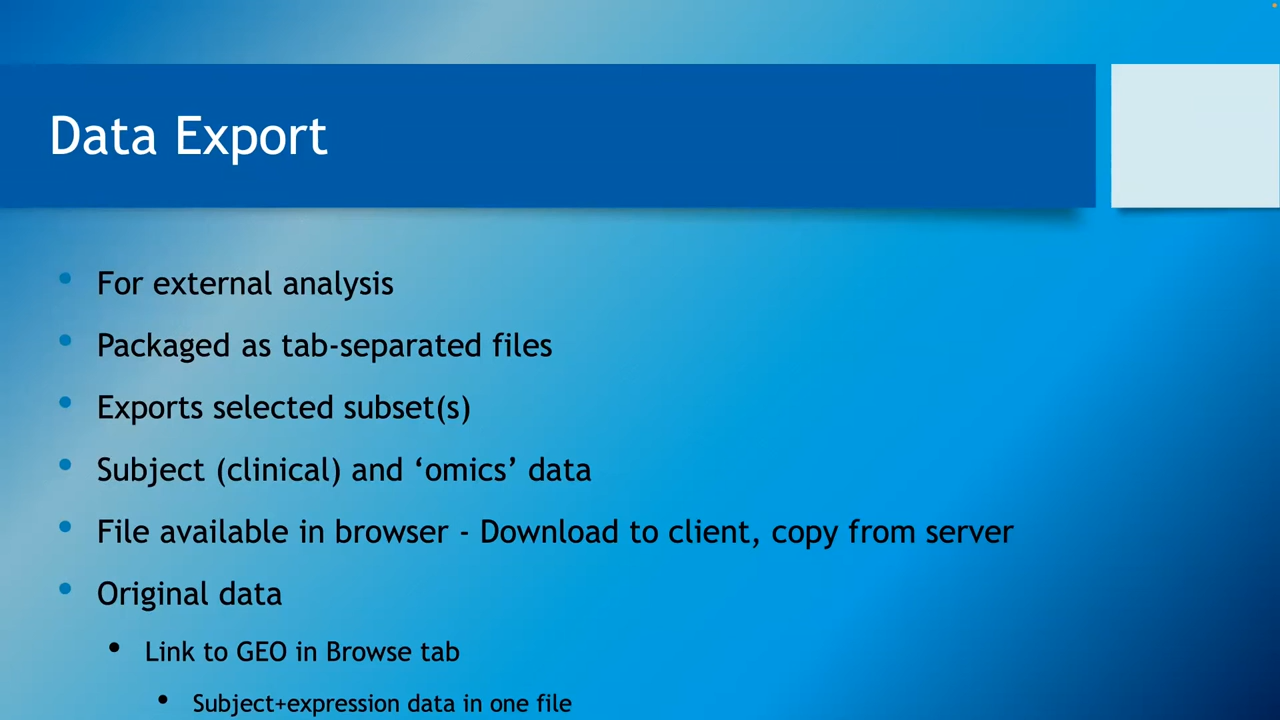 Data Export
For external analysis
Packaged as tab-separated files
Exports selected subset(s)
Subject (clinical) and ‘omics’ data
File available in browser - Download to client, copy from server
Original data
Link to GEO in Browse tab
Subject+expression data in one file